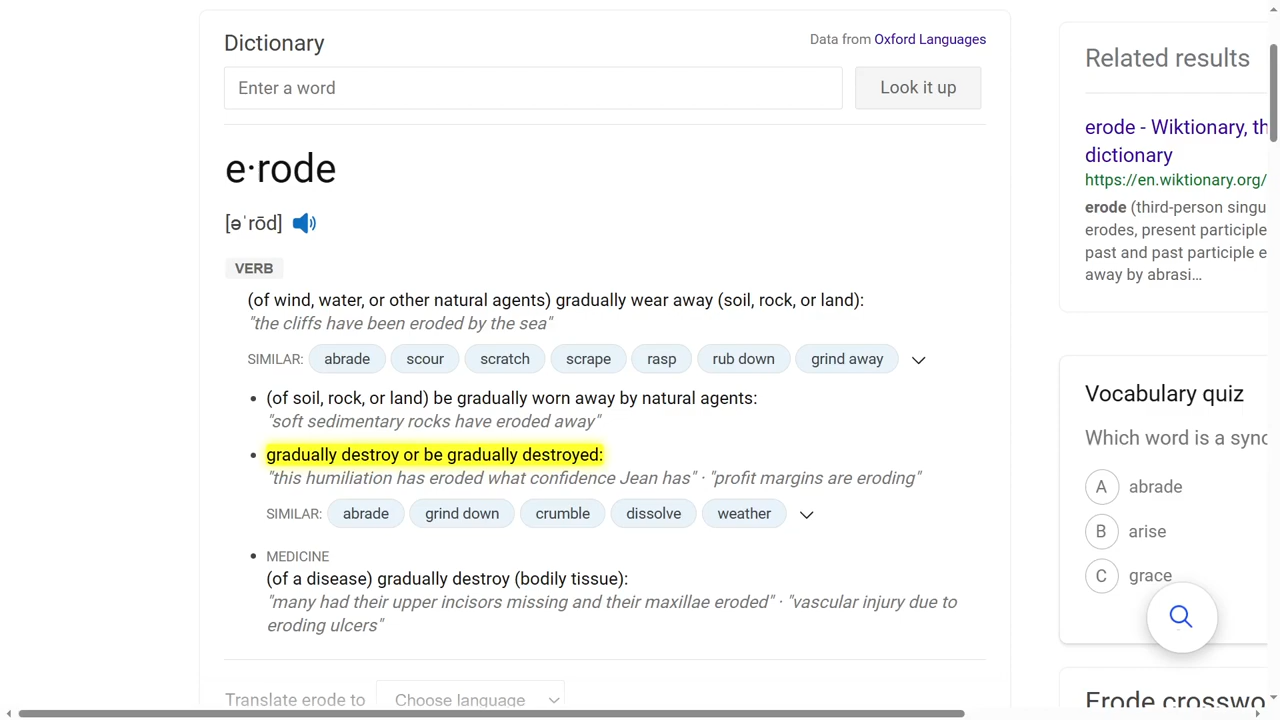 Dictionary
Data from Oxford Languages
Enter a word
Look it up
e·rode
[əˈrōd]
VERB
(of wind, water, or other natural agents) gradually wear away (soil, rock, or land):
"the cliffs have been eroded by the sea"
SIMILAR: abrade scour scratch scrape rasp rub down grind away
• (of soil, rock, or land) be gradually worn away by natural agents:
"soft sedimentary rocks have eroded away"
• gradually destroy or be gradually destroyed:
"this humiliation has eroded what confidence Jean has" · "profit margins are eroding"
SIMILAR: abrade grind down crumble dissolve weather
• MEDICINE
(of a disease) gradually destroy (bodily tissue):
"many had their upper incisors missing and their maxillae eroded" · "vascular injury due to
eroding ulcers"
Translate erode to Choose language
Related results
erode - Wiktionary, th
dictionary
https://en.wiktionary.org/
erode (third-person singu
erodes, present participle
past and past participle e
away by abrasi…
Vocabulary quiz
Which word is a syno
A abrade
B arise
C grace
Erode crosswo